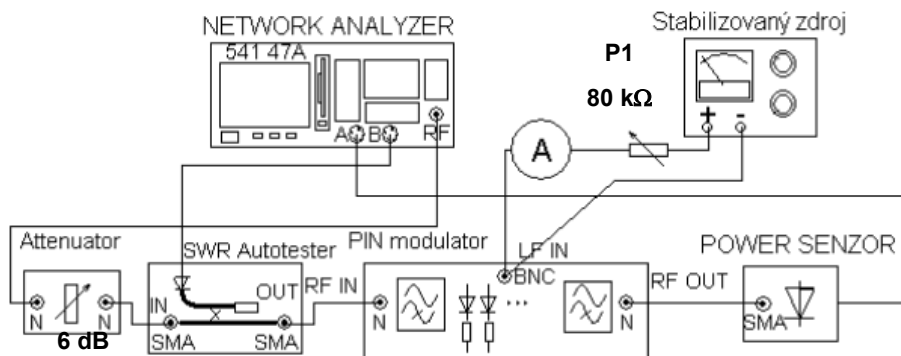 NETWORK ANALYZER
541 47A
A B RF
Stabilizovaný zdroj
P1
80 kΩ
+ -
A
Attenuator
SWR Autotester
PIN modulator
LF IN
BNC
POWER SENZOR
IN
OUT
RF IN
RF OUT
N N
6 dB
SMA SMA
N
...
N
SMA